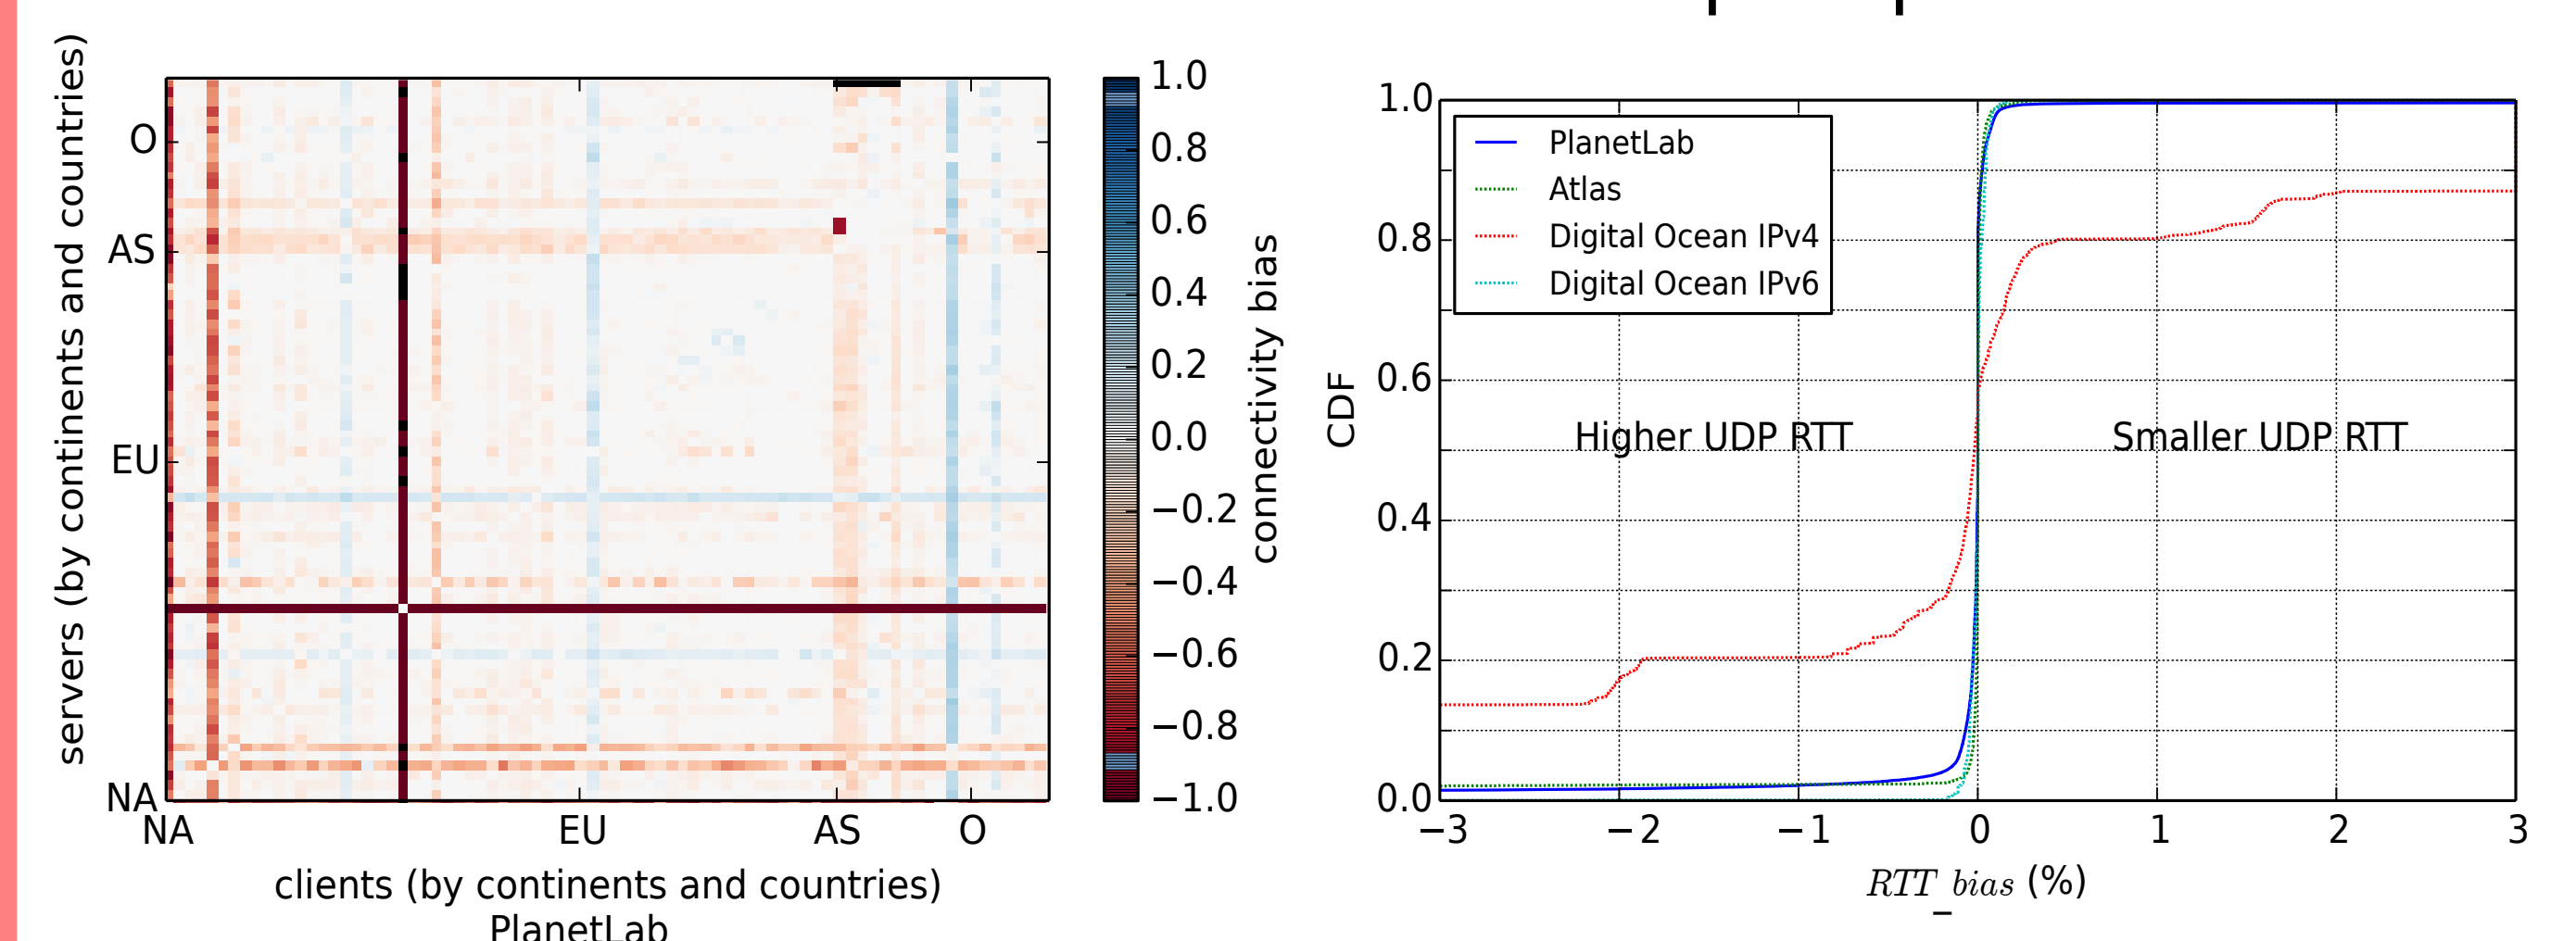 servers (by continents and countries)
O
AS
EU
NA
NA EU AS O
clients (by continents and countries)
PlanetLab
1.0
0.8
0.6
0.4
0.2
0.0
−0.2
−0.4
−0.6
−0.8
−1.0
connectivity bias
CDF
1.0
0.8
0.6
0.4
0.2
0.0
PlanetLab
Atlas
Digital Ocean IPv4
Digital Ocean IPv6
Higher UDP RTT
Smaller UDP RTT
−3 −2 −1 0 1 2 3
RTT_bias (%)